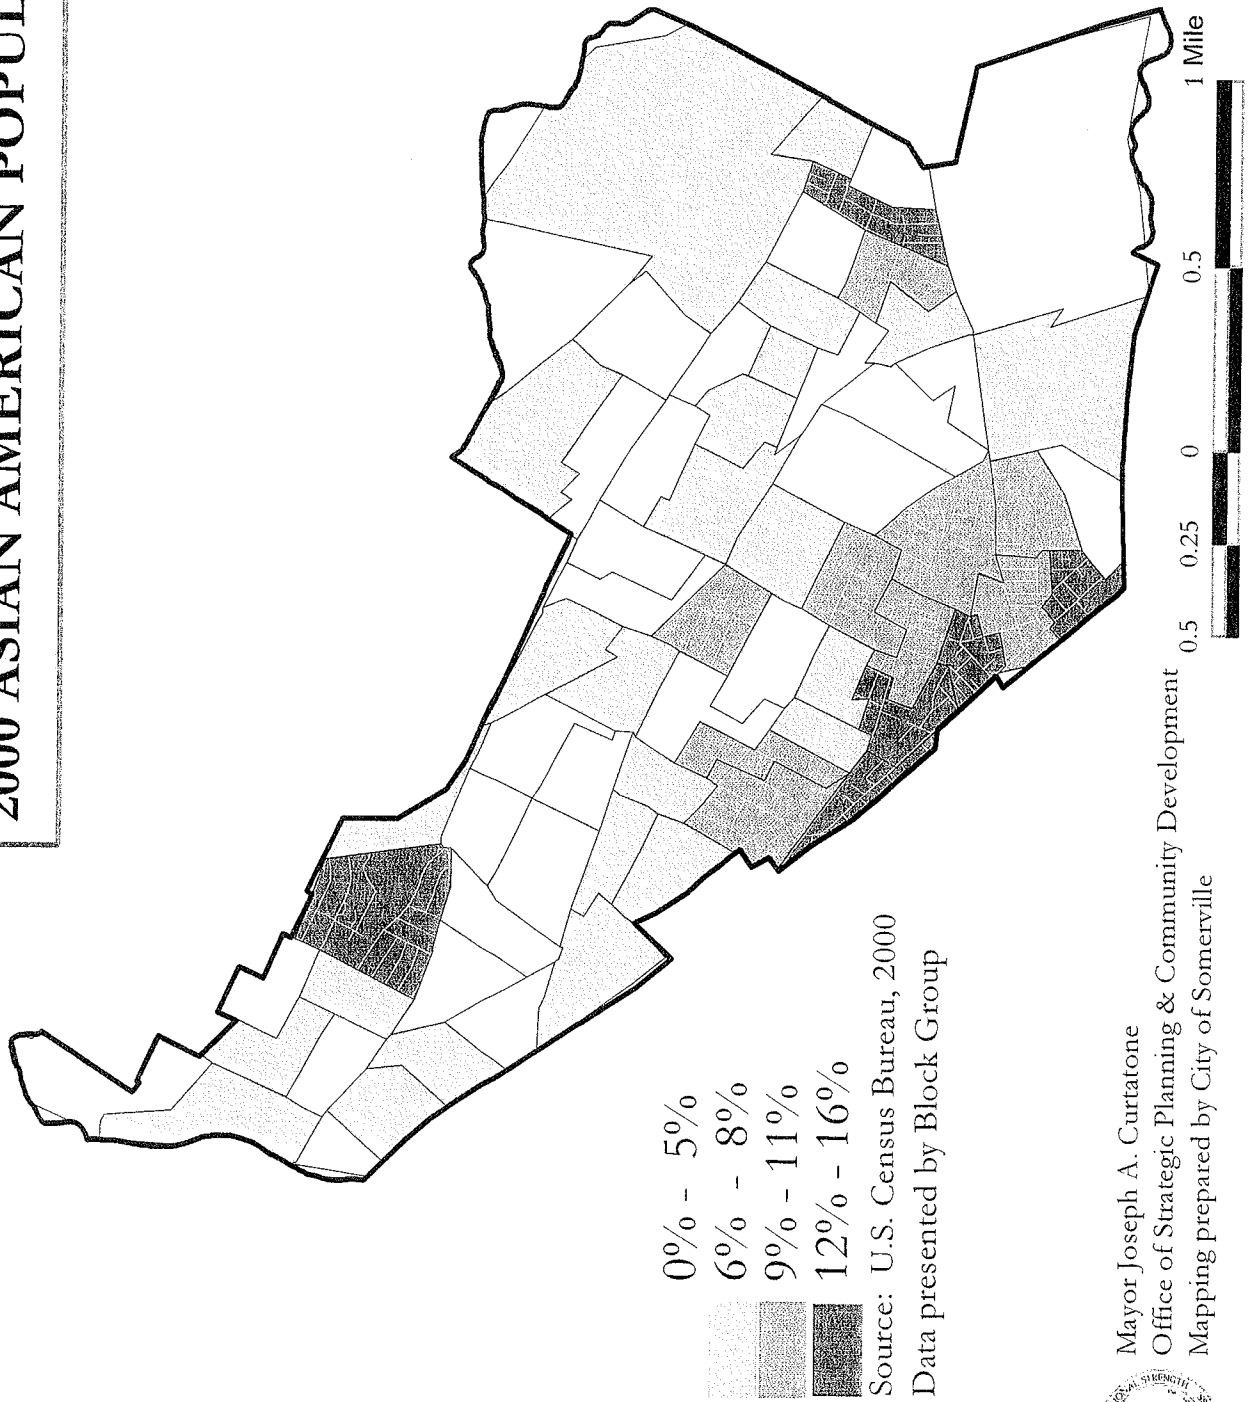 2000 ASIAN AMERICAN POPUL
0% - 5%
6% - 8%
9% - 11%
12% - 16%
Source: U.S. Census Bureau, 2000
Data presented by Block Group
Mayor Joseph A. Curtatone
Office of Strategic Planning & Community Development
Mapping prepared by City of Somerville
0.5 0.25 0 0.5 1 Mile
STRENGTH